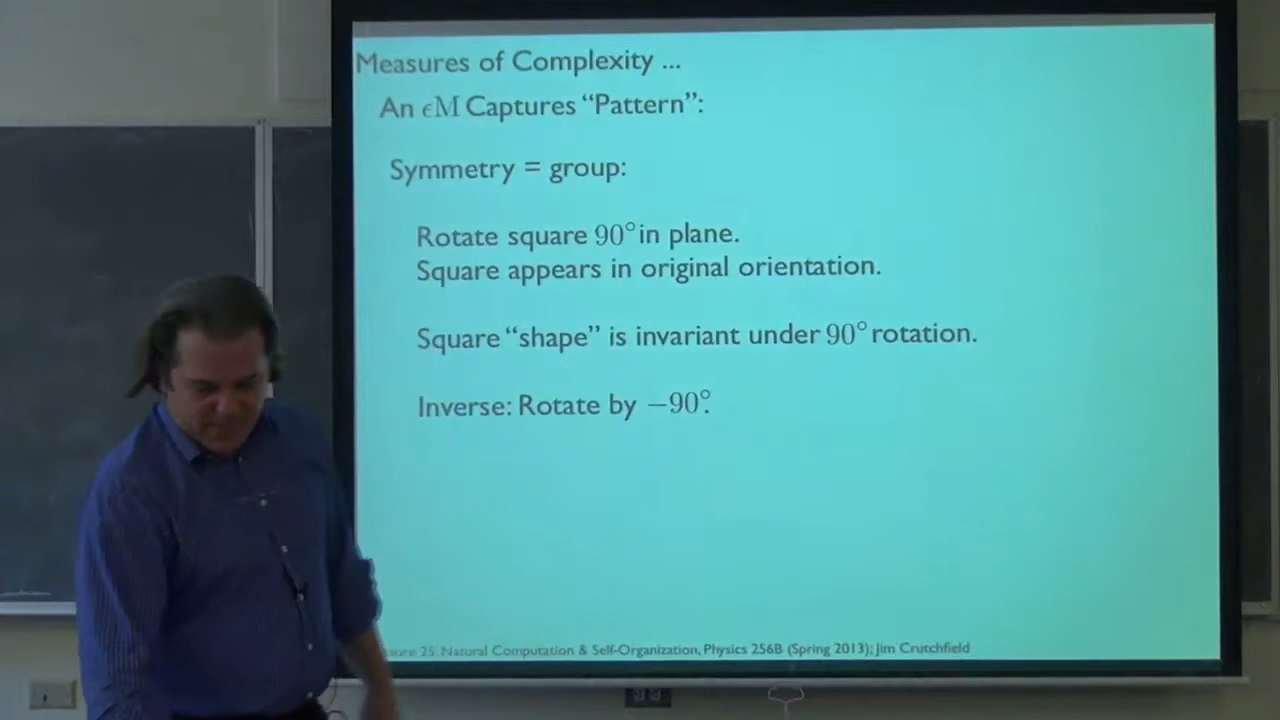 Measures of Complexity ...
An ϵM Captures “Pattern”:
Symmetry = group:
Rotate square 90° in plane.
Square appears in original orientation.
Square “shape” is invariant under 90° rotation.
Inverse: Rotate by −90°.
25: Natural Computation & Self-Organization, Physics 256B (Spring 2013); Jim Crutchfield